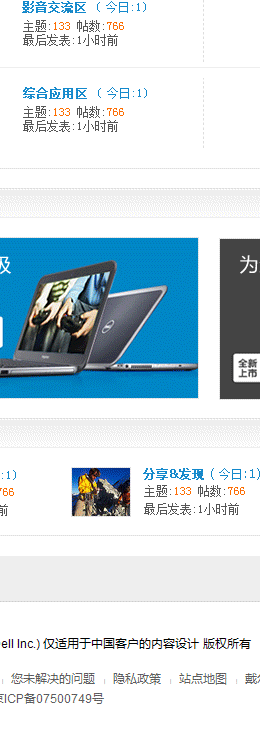 影音交流区 ( 今日:1)
主题:133 帖数:766
最后发表:1小时前
综合应用区 ( 今日:1)
主题:133 帖数:766
最后发表:1小时前
为
全新
上市
:1)
766
前
分享&发现 ( 今日:1)
主题:133 帖数:766
最后发表:1小时前
ell Inc.) 仅适用于中国客户的内容设计 版权所有
您未解决的问题 | 隐私政策 | 站点地图 | 戴
ICP备07500749号